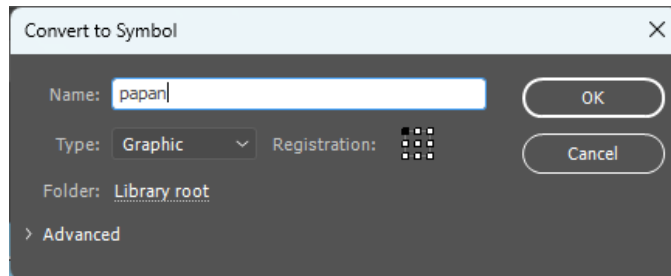 Convert to Symbol
Name: papan OK
Type: Graphic Registration: Cancel
Folder: Library root
Advanced